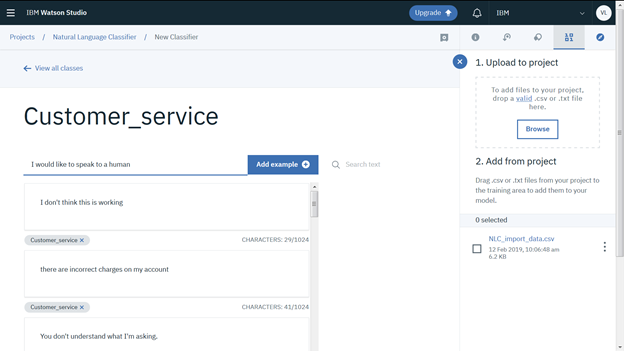 IBM Watson Studio
Upgrade
IBM
VL
Projects / Natural Language Classifier / New Classifier
View all classes
Customer_service
I would like to speak to a human
Add example
Search text
I don't think this is working
Customer_service ×
CHARACTERS: 29/1024
there are incorrect charges on my account
Customer_service ×
CHARACTERS: 41/1024
You don't understand what I'm asking.
1. Upload to project
To add files to your project,
drop a valid .csv or .txt file
here.
Browse
2. Add from project
Drag .csv or .txt files from your project to
the training area to add them to your
model.
0 selected
NLC_import_data.csv
12 Feb 2019, 10:06:48 am
6.2 KB